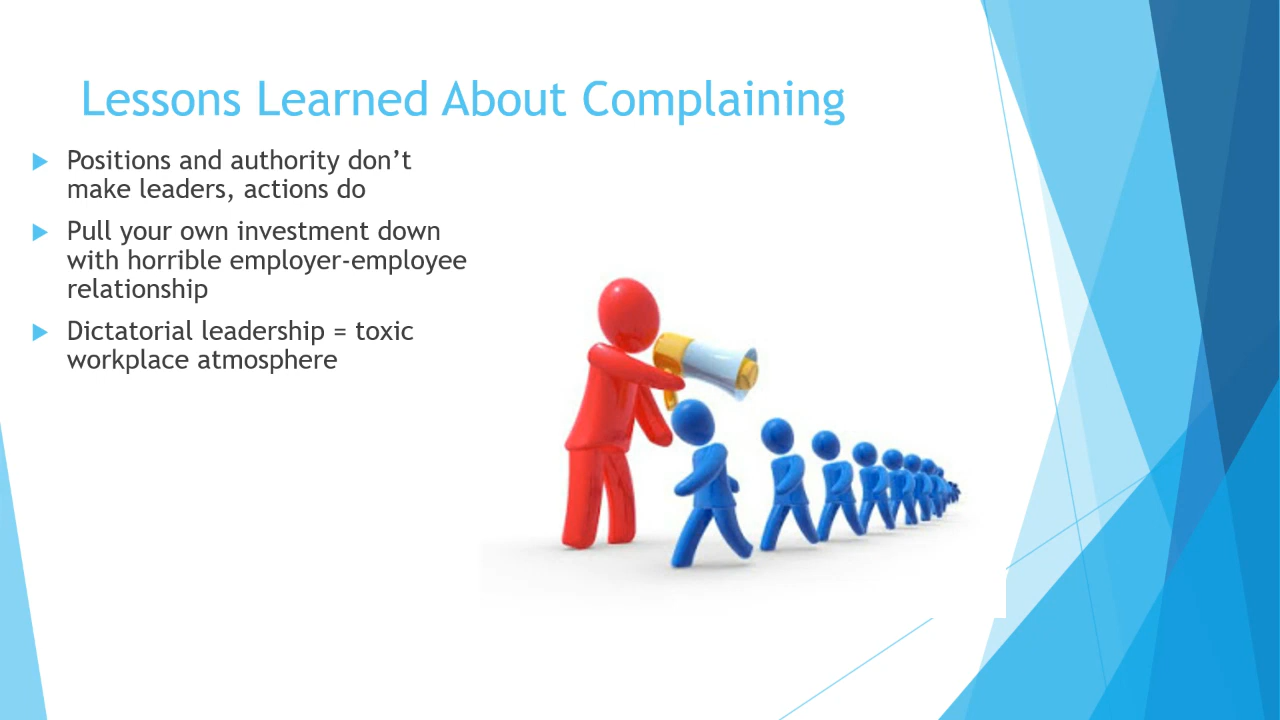 Lessons Learned About Complaining
Positions and authority don’t
make leaders, actions do
Pull your own investment down
with horrible employer-employee
relationship
Dictatorial leadership = toxic
workplace atmosphere